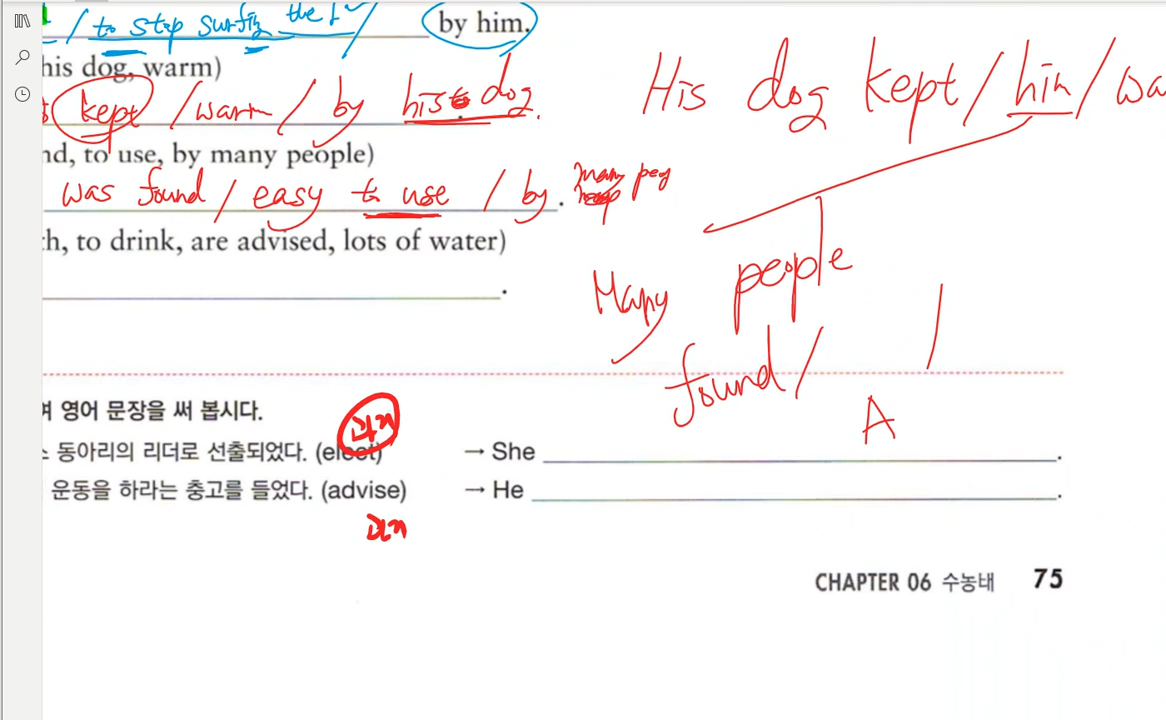 / to stop surfing the
by him.
his dog, warm)
kept / warm / by his dog.
His dog kept / him / wa
nd, to use, by many people)
was found / easy to use / by. many
:h, to drink, are advised, lots of water)
.
Many people
found /
/
A
여 영어 문장을 써 봅시다.
과거
스 동아리의 리더로 선출되었다. (elect) → She .
운동을 하라는 충고를 들었다. (advise) → He .
과거
CHAPTER 06 수동태 75